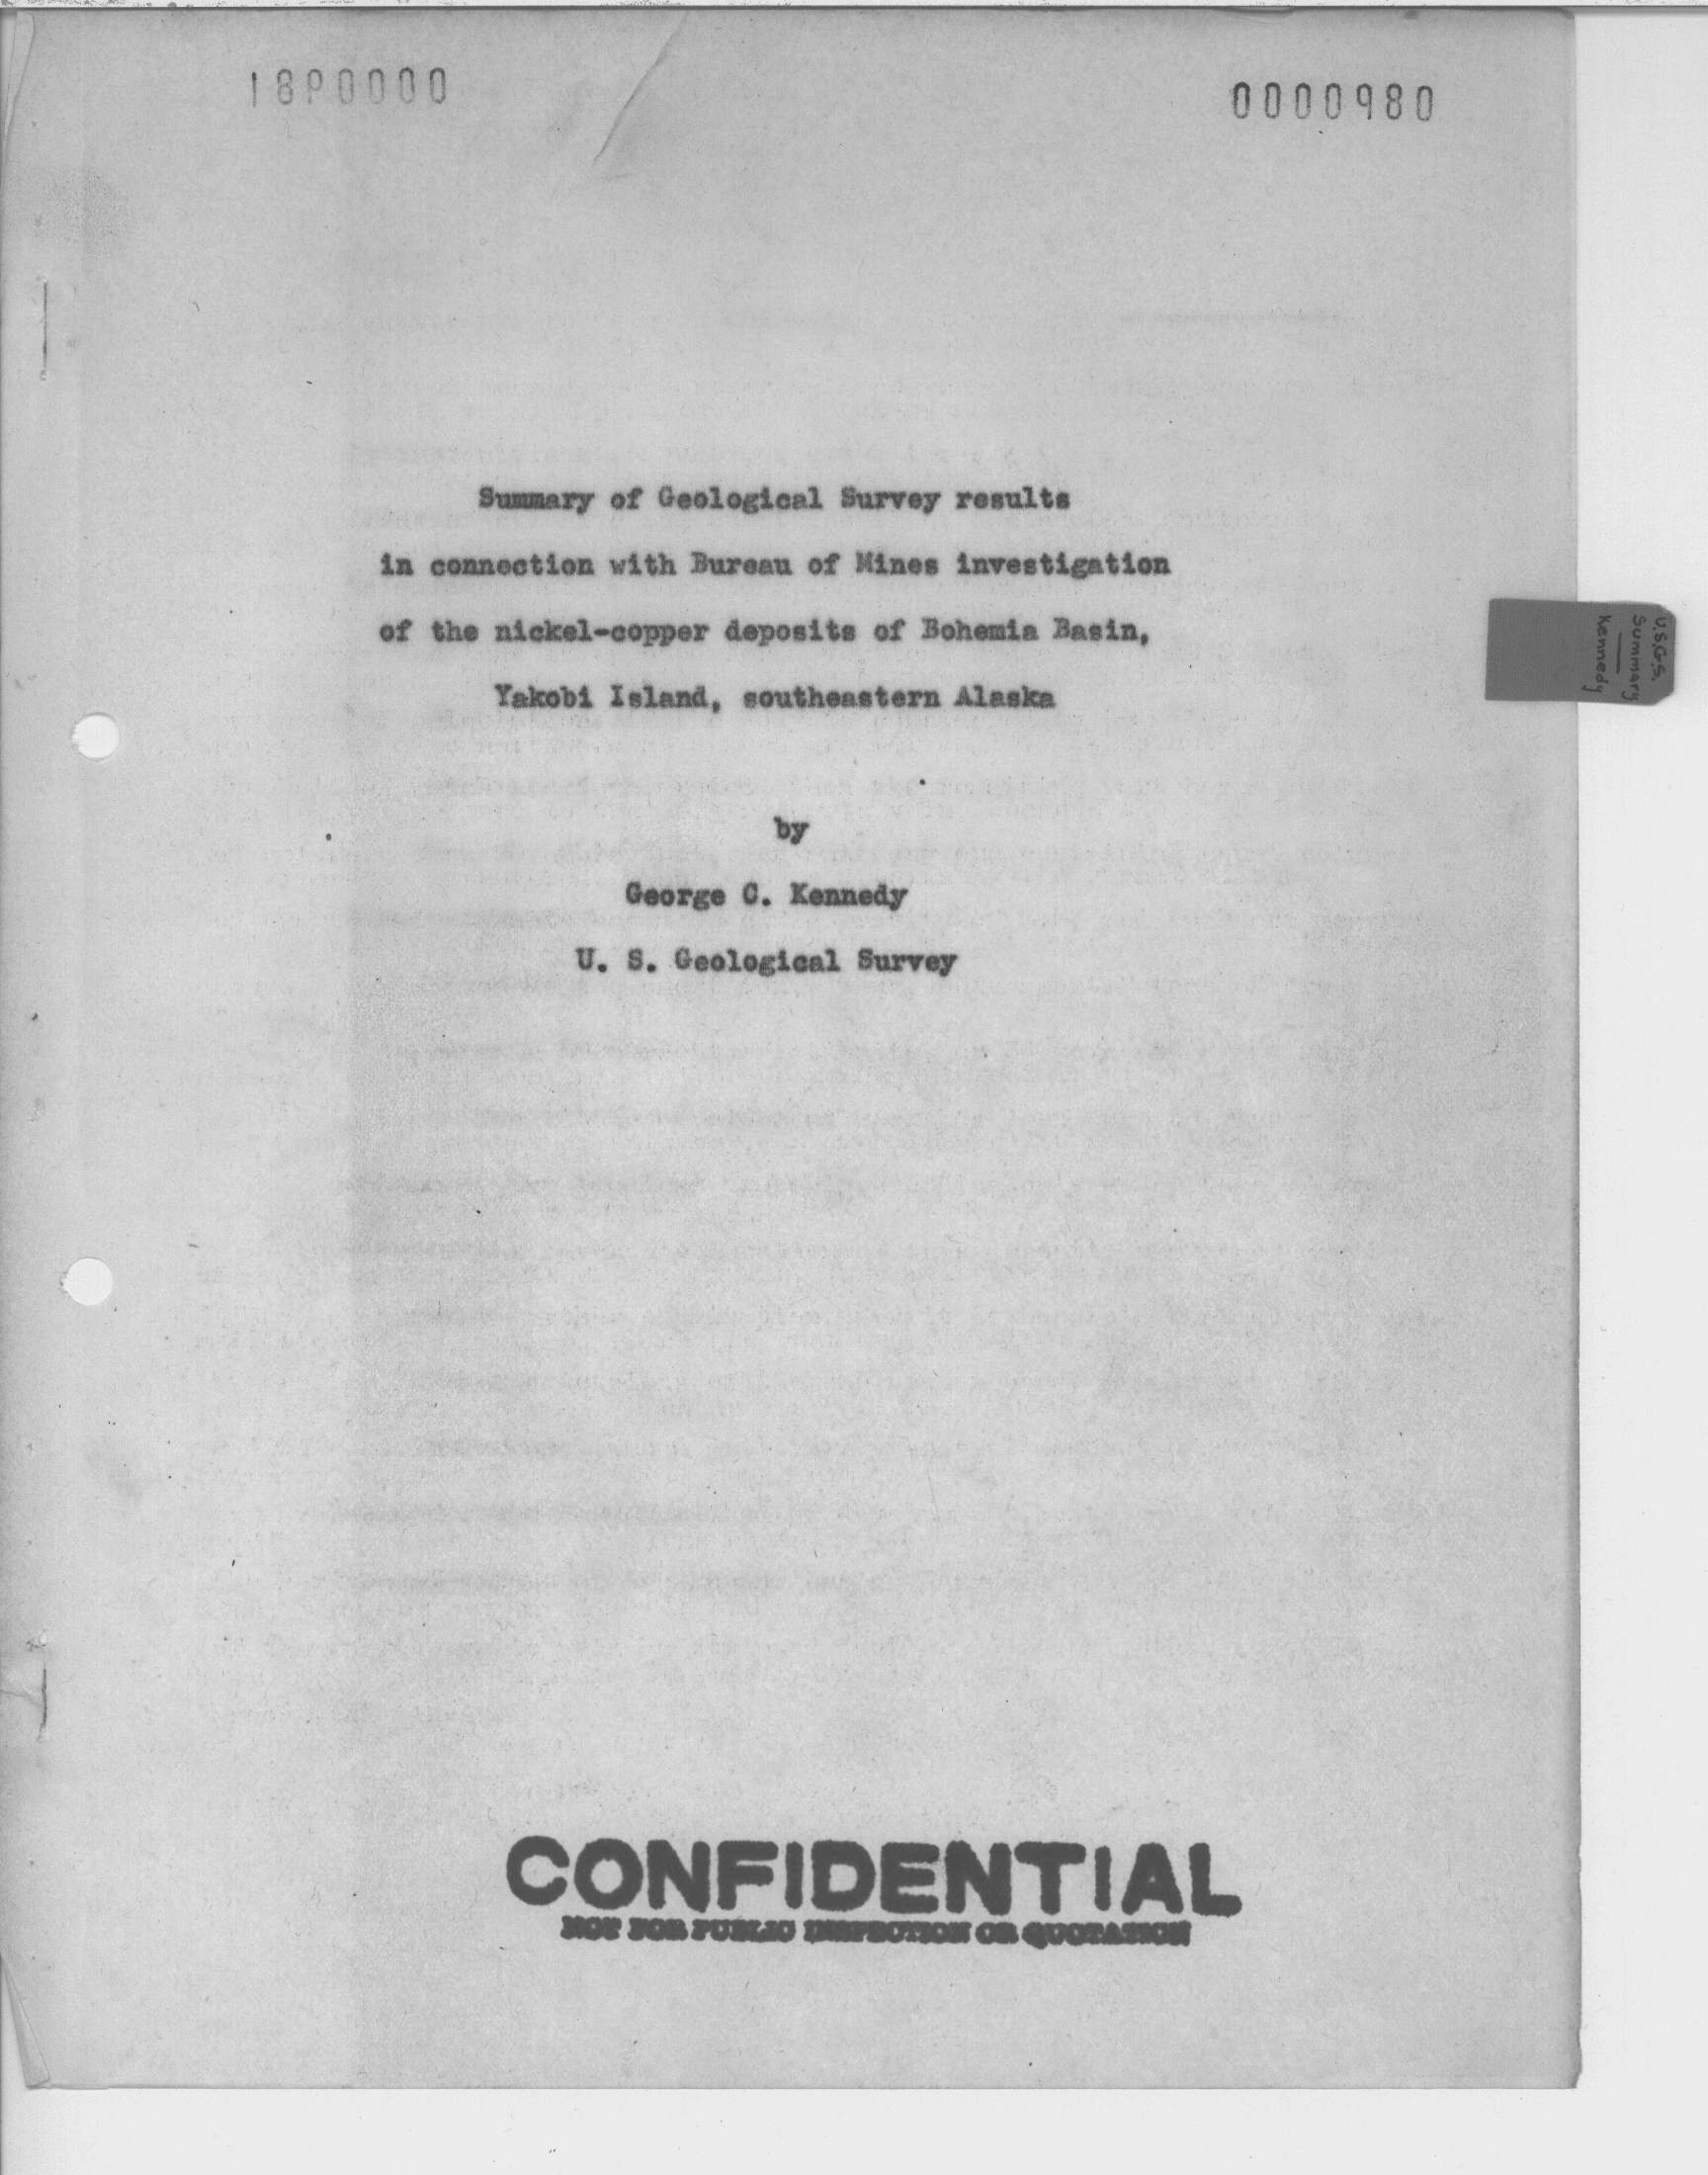 18P0000
0000980
Summary of Geological Survey results
in connection with Bureau of Mines investigation
of the nickel-copper deposits of Bohemia Basin,
Yakobi Island, southeastern Alaska
by
George C. Kennedy
U. S. Geological Survey
U.S.G.S.
Summary
Kennedy
CONFIDENTIAL
NOT FOR PUBLIC INSPECTION OR QUOTATION